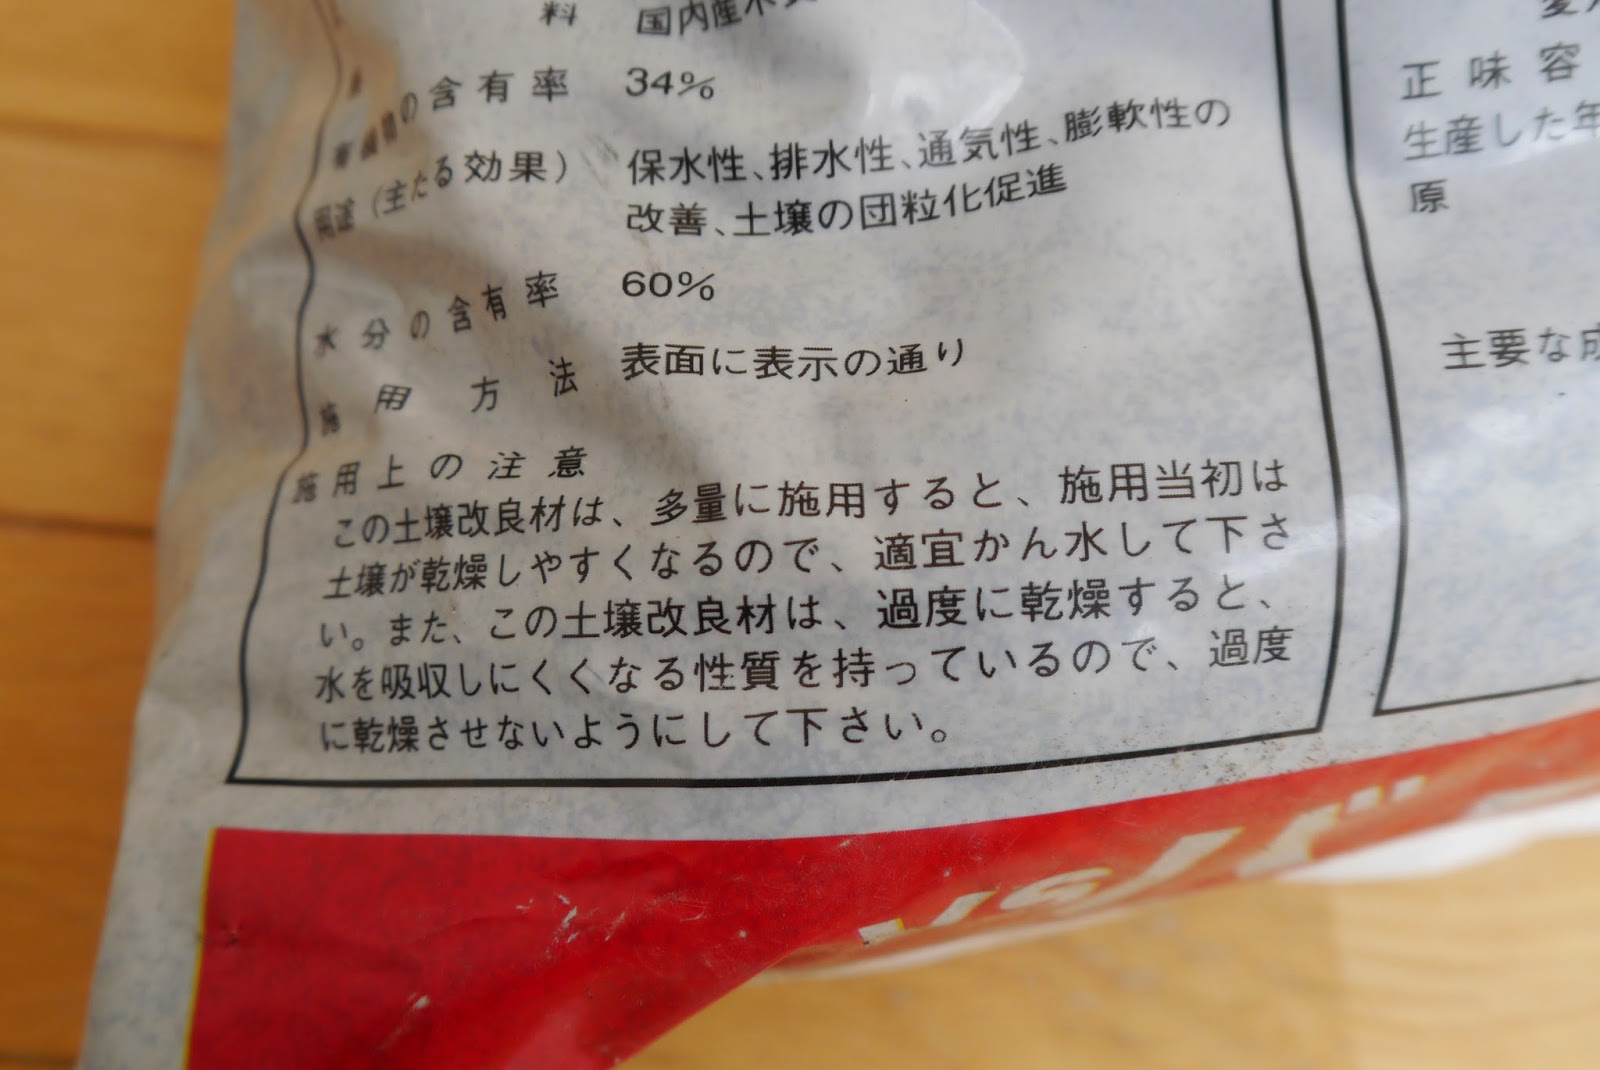 料 国内産木
有機質の含有率 34%
用途(主たる効果) 保水性、排水性、通気性、膨軟性の
改善、土壌の団粒化促進
水分の含有率 60%
施用方法 表面に表示の通り
施用上の注意
この土壌改良材は、多量に施用すると、施用当初は
土壌が乾燥しやすくなるので、適宜かん水して下さ
い。また、この土壌改良材は、過度に乾燥すると、
水を吸収しにくくなる性質を持っているので、過度
に乾燥させないようにして下さい。
正味容
生産した年
原
主要な成